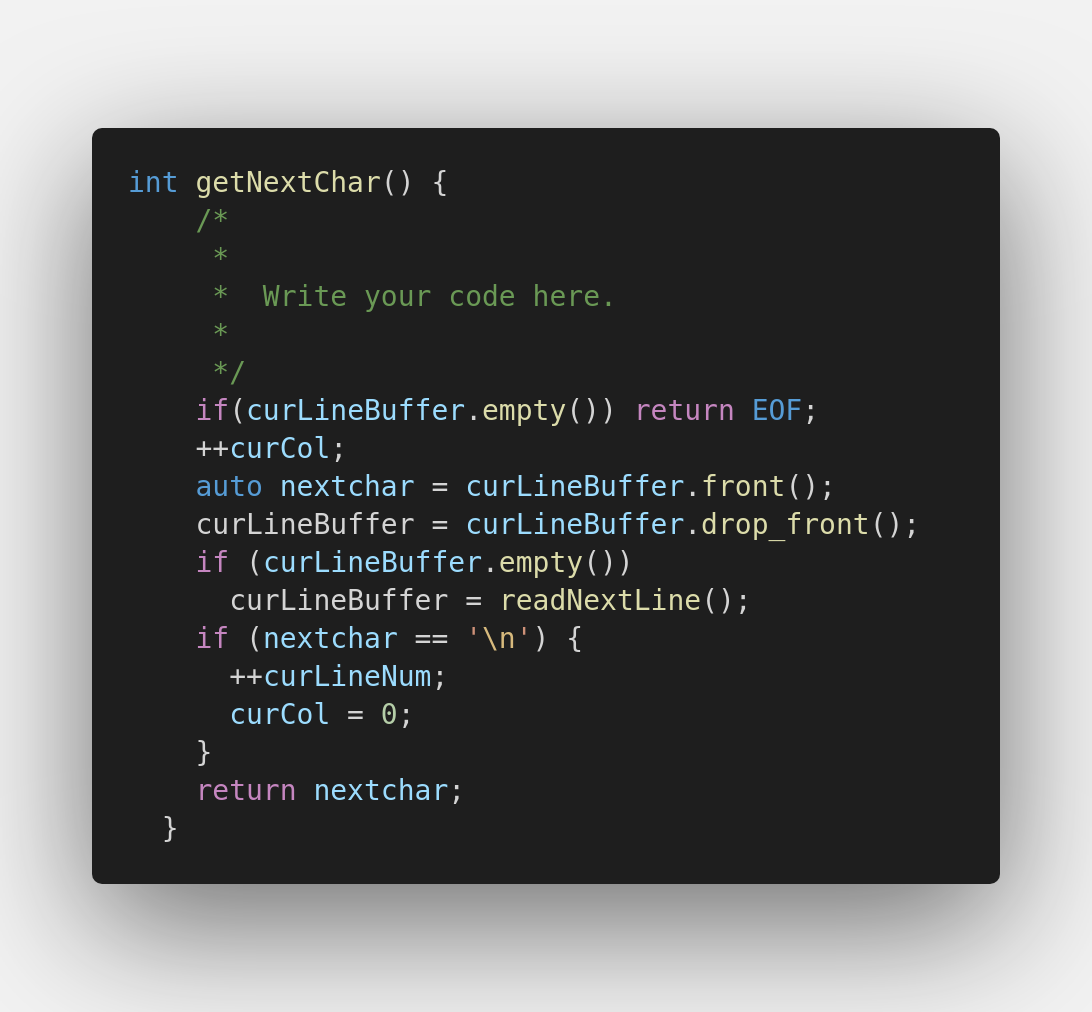 int getNextChar() {
    /*
     *
     *  Write your code here.
     *
     */
    if(curLineBuffer.empty()) return EOF;
    ++curCol;
    auto nextchar = curLineBuffer.front();
    curLineBuffer = curLineBuffer.drop_front();
    if (curLineBuffer.empty())
      curLineBuffer = readNextLine();
    if (nextchar == '\n') {
      ++curLineNum;
      curCol = 0;
    }
    return nextchar;
  }